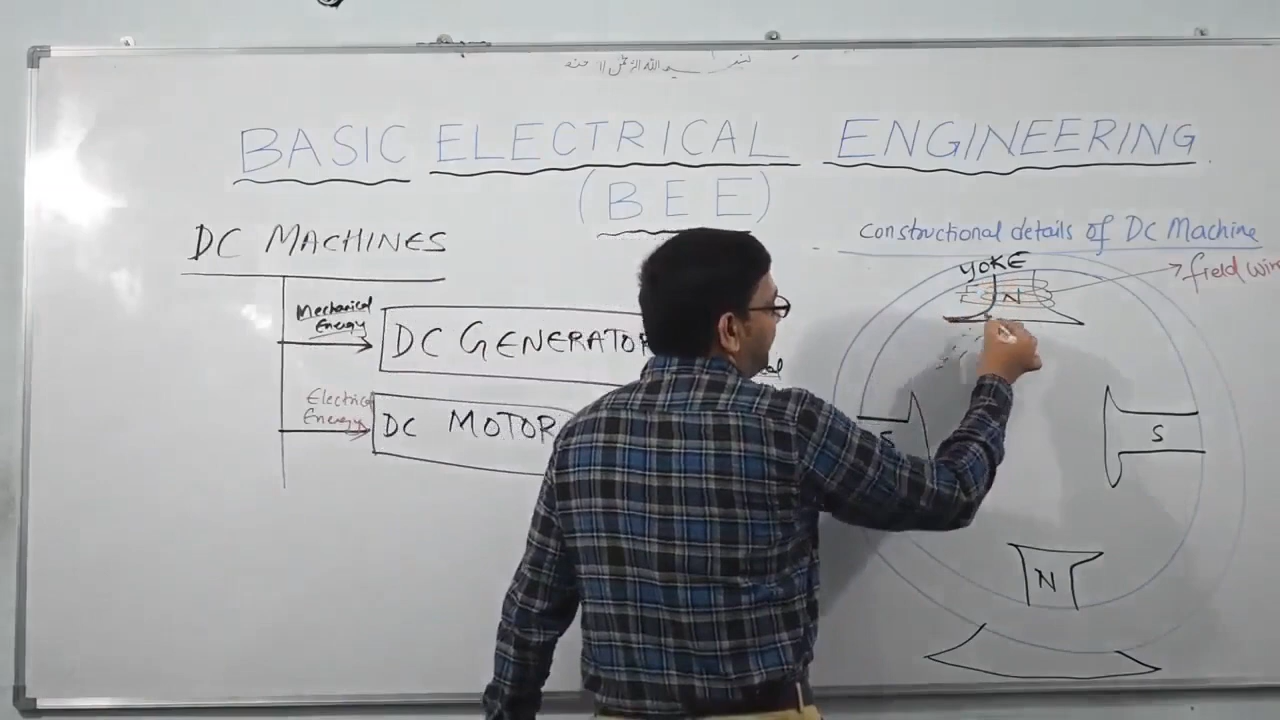 BASIC ELECTRICAL ENGINEERING
(BEE)
DC MACHINES
Mechanical
Energy
DC GENERATOR
Electrical
Energy
DC MOTOR
Constructional details of DC Machine
YOKE
field
N
S
S
N